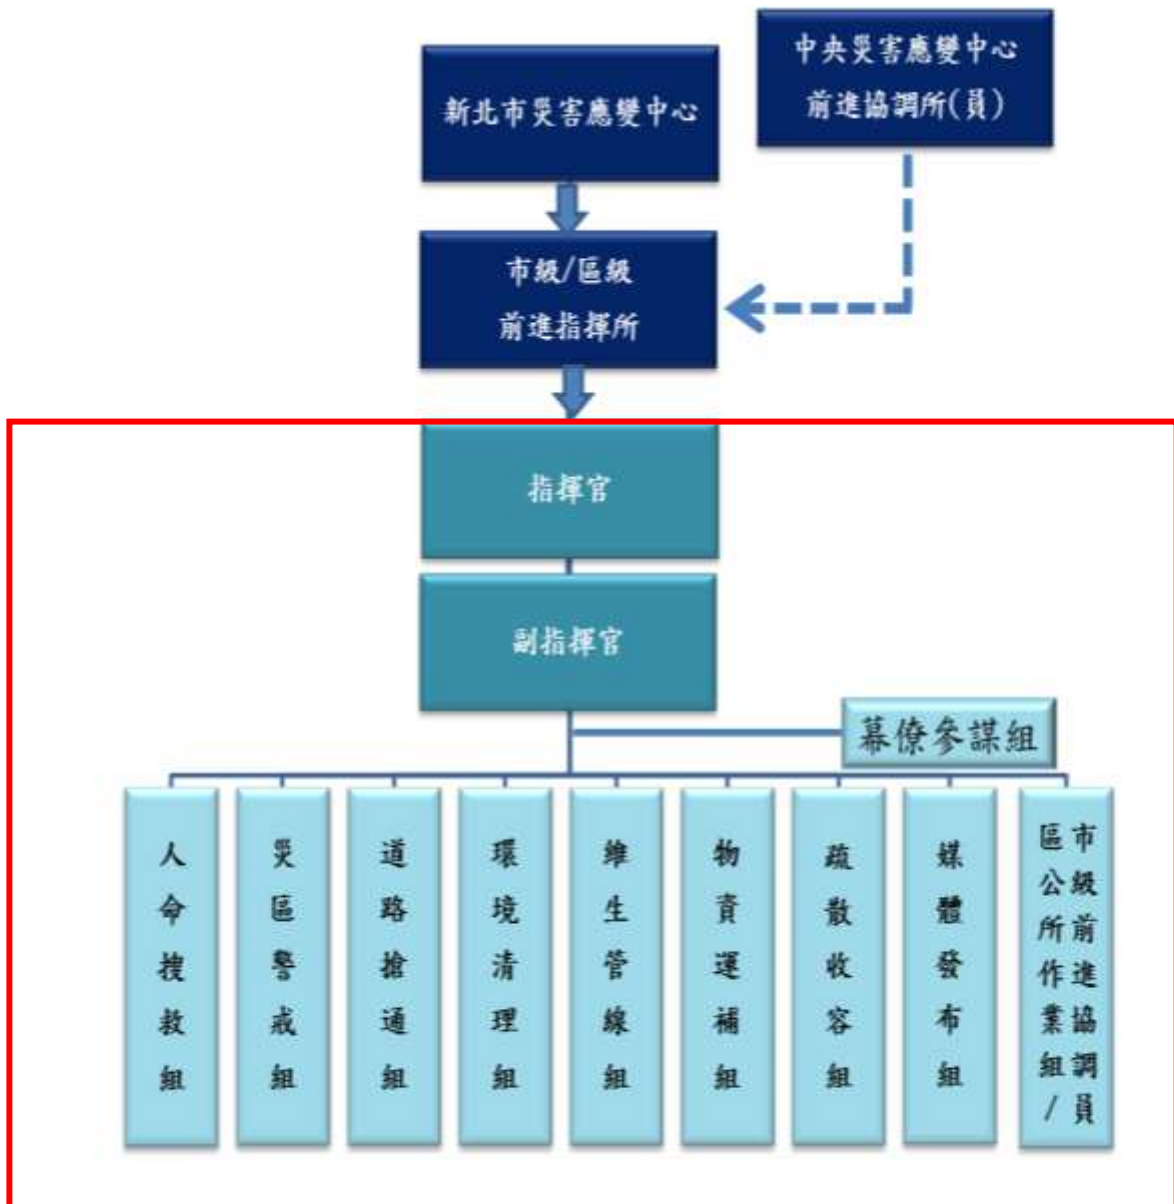 新北市災害應變中心
中央災害應變中心
前進協調所(員)
市級/區級
前進指揮所
指揮官
副指揮官
幕僚參謀組
人命搜救組
災區警戒組
道路搶通組
環境清理組
維生管線組
物資運補組
疏散收容組
媒體發布組
區公所作業組/
市級前進協調員